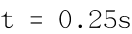 t = 0.25s